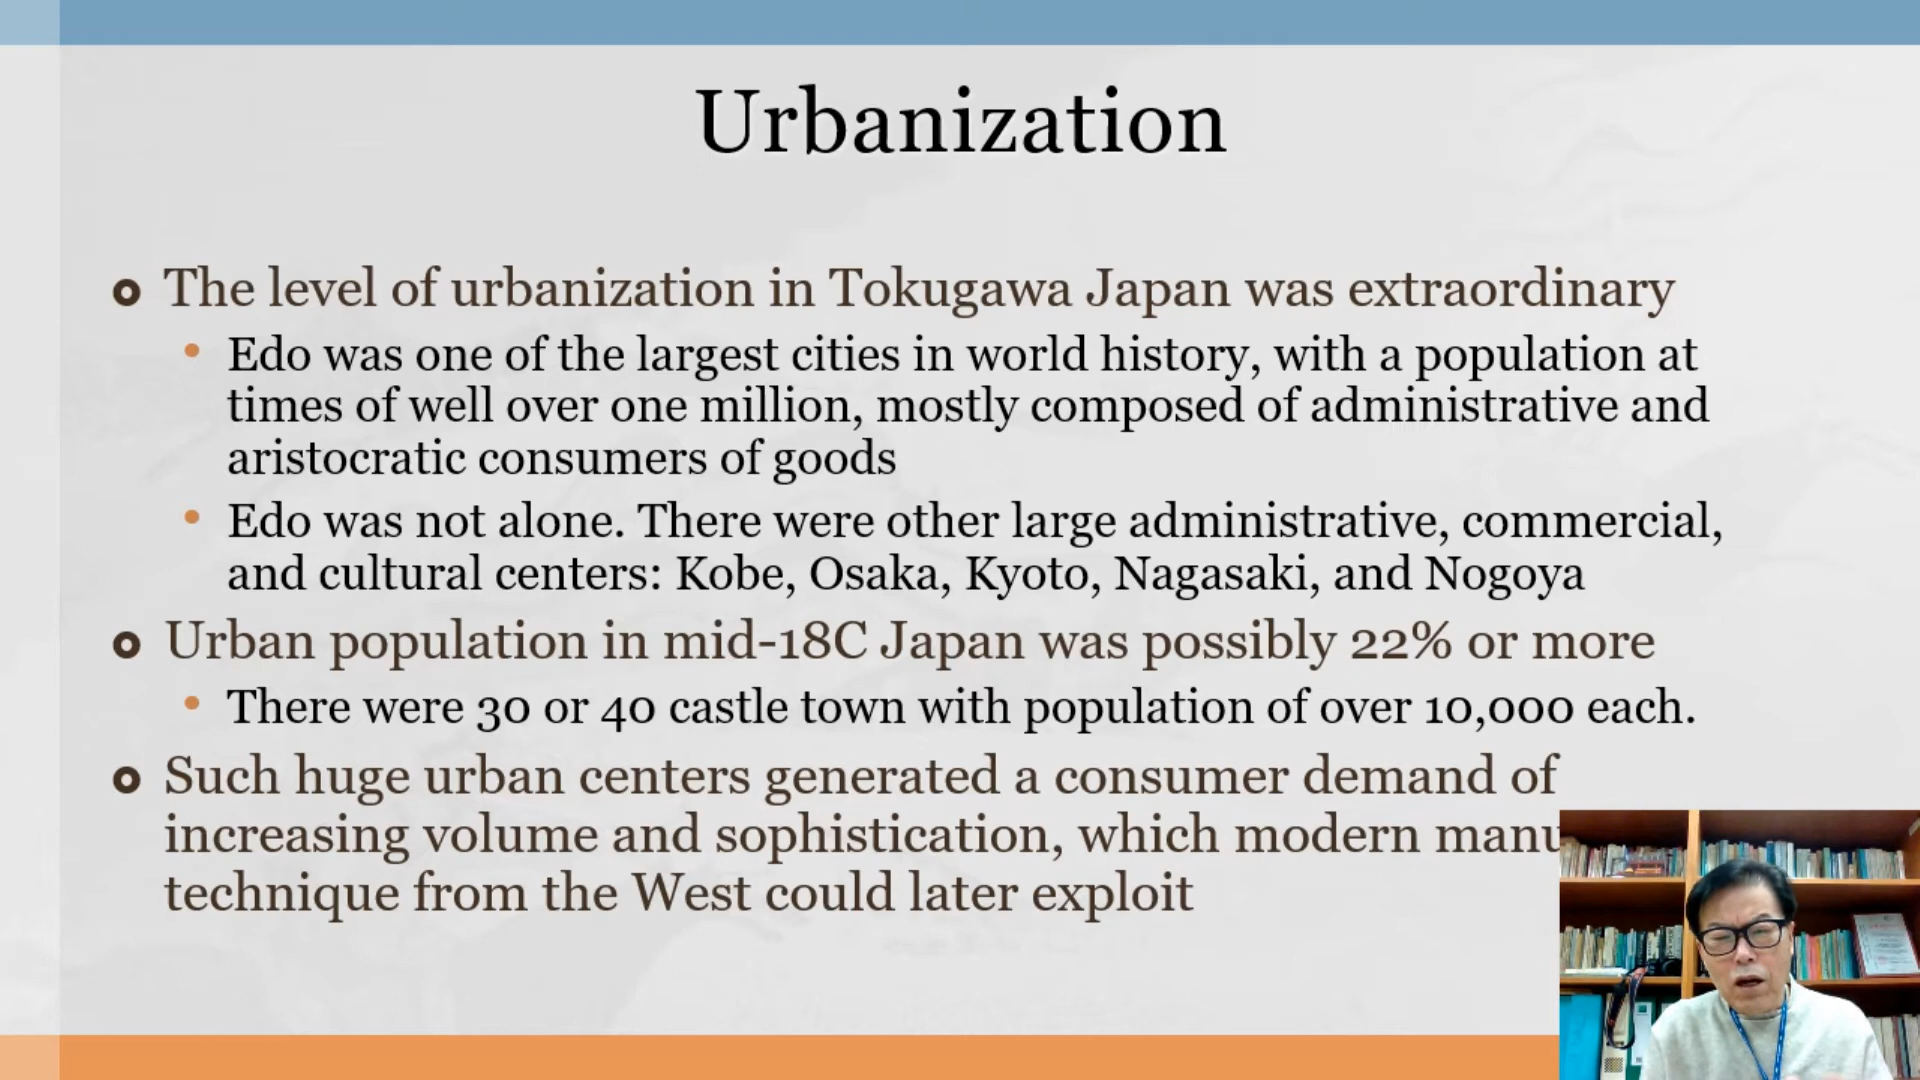 Urbanization
The level of urbanization in Tokugawa Japan was extraordinary
Edo was one of the largest cities in world history, with a population at
times of well over one million, mostly composed of administrative and
aristocratic consumers of goods
Edo was not alone. There were other large administrative, commercial,
and cultural centers: Kobe, Osaka, Kyoto, Nagasaki, and Nogoya
Urban population in mid-18C Japan was possibly 22% or more
There were 30 or 40 castle town with population of over 10,000 each.
Such huge urban centers generated a consumer demand of
increasing volume and sophistication, which modern manu
technique from the West could later exploit